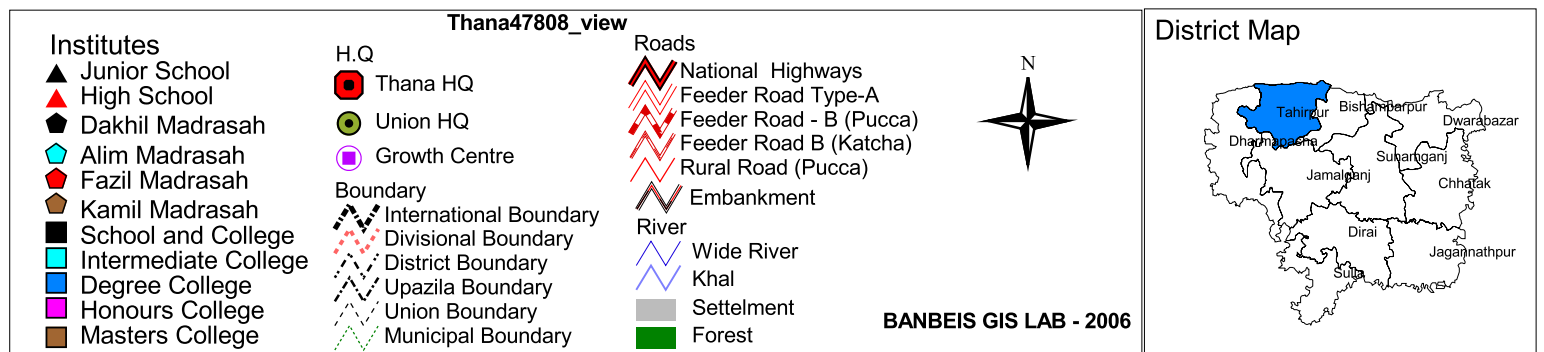 Thana47808_view
Institutes
Junior School
High School
Dakhil Madrasah
Alim Madrasah
Fazil Madrasah
Kamil Madrasah
School and College
Intermediate College
Degree College
Honours College
Masters College
H.Q
Thana HQ
Union HQ
Growth Centre
Boundary
International Boundary
Divisional Boundary
District Boundary
Upazila Boundary
Union Boundary
Municipal Boundary
Roads
National Highways
Feeder Road Type-A
Feeder Road - B (Pucca)
Feeder Road B (Katcha)
Rural Road (Pucca)
Embankment
River
Wide River
Khal
Settelment
Forest
N
BANBEIS GIS LAB - 2006
District Map
Tahirpur
Bishamparpur
Dwarabazar
Dharmapasha
Sunamganj
Jamalganj
Chhatak
Dirai
Jagannathpur
Sulla